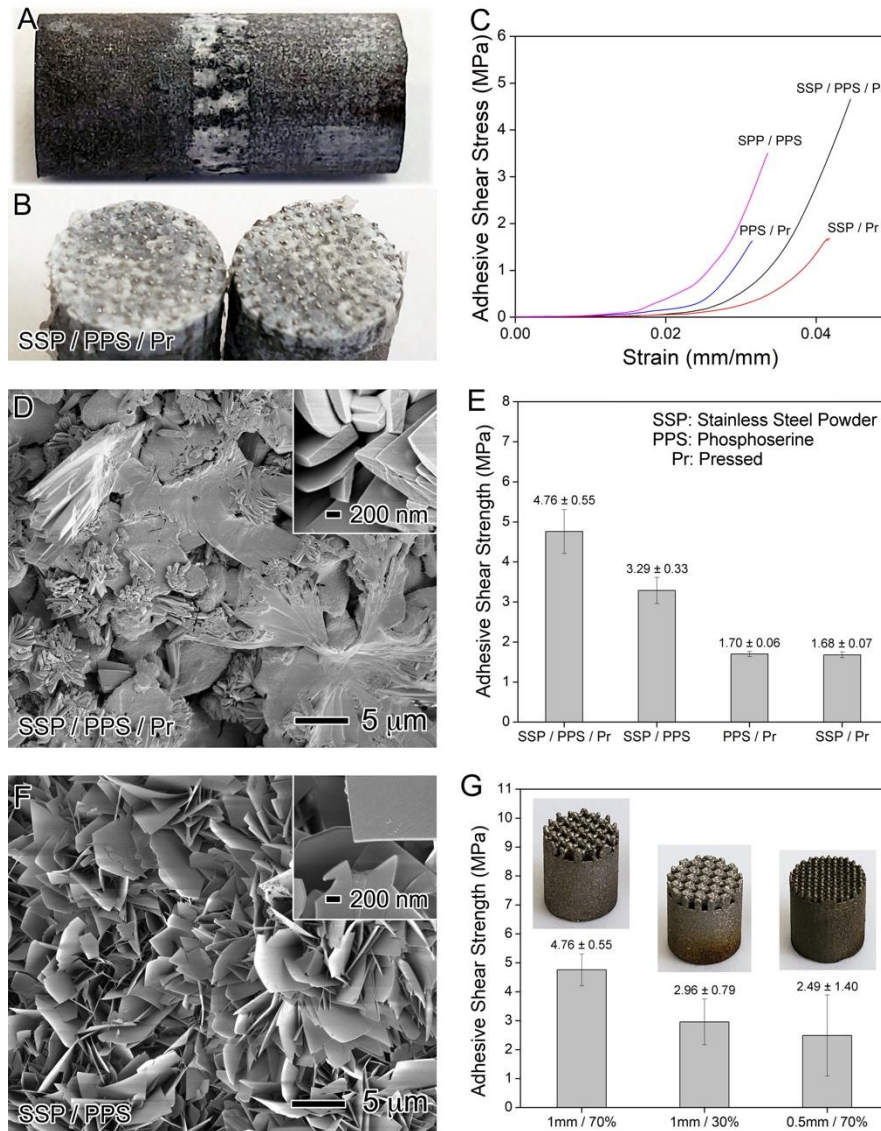 A
B
SSP / PPS / Pr
C
Adhesive Shear Stress (MPa)
6
5
4
3
2
1
0
SSP / PPS / P
SPP / PPS
PPS / Pr
SSP / Pr
0.00
0.02
0.04
Strain (mm/mm)
D
200 nm
5 μm
SSP / PPS / Pr
E
Adhesive Shear Strength (MPa)
8
7
6
5
4
3
2
1
0
SSP: Stainless Steel Powder
PPS: Phosphoserine
Pr: Pressed
4.76 ± 0.55
3.29 ± 0.33
1.70 ± 0.06
1.68 ± 0.07
SSP / PPS / Pr
SSP / PPS
PPS / Pr
SSP / Pr
F
200 nm
5 μm
SSP / PPS
G
Adhesive Shear Strength (MPa)
11
10
9
8
7
6
5
4
3
2
1
0
4.76 ± 0.55
2.96 ± 0.79
2.49 ± 1.40
1mm / 70%
1mm / 30%
0.5mm / 70%